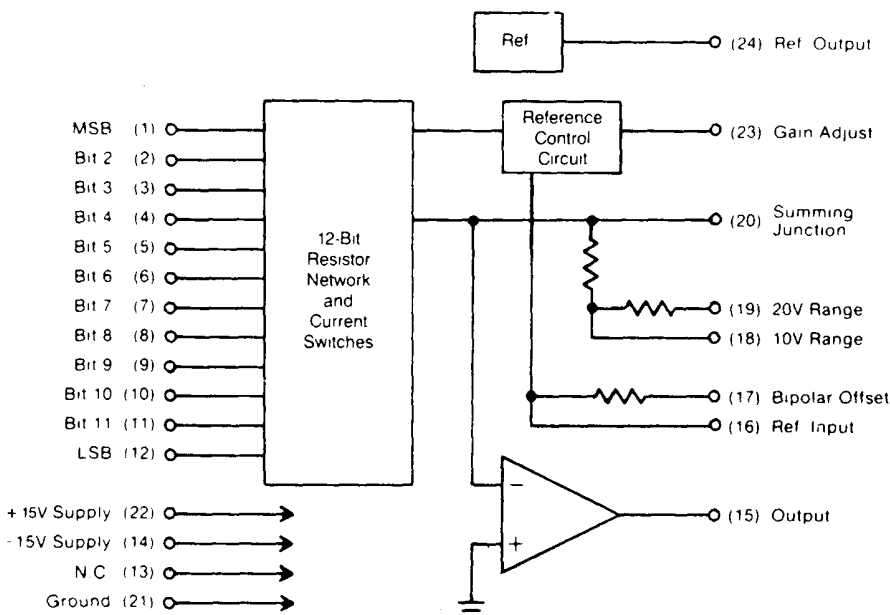 Ref
(24) Ref Output
MSB (1)
Bit 2 (2)
Bit 3 (3)
Bit 4 (4)
Bit 5 (5)
Bit 6 (6)
Bit 7 (7)
Bit 8 (8)
Bit 9 (9)
Bit 10 (10)
Bit 11 (11)
LSB (12)
12-Bit
Resistor
Network
and
Current
Switches
Reference
Control
Circuit
(23) Gain Adjust
(20) Summing
Junction
(19) 20V Range
(18) 10V Range
(17) Bipolar Offset
(16) Ref Input
−
+
(15) Output
+15V Supply (22)
-15V Supply (14)
N.C (13)
Ground (21)